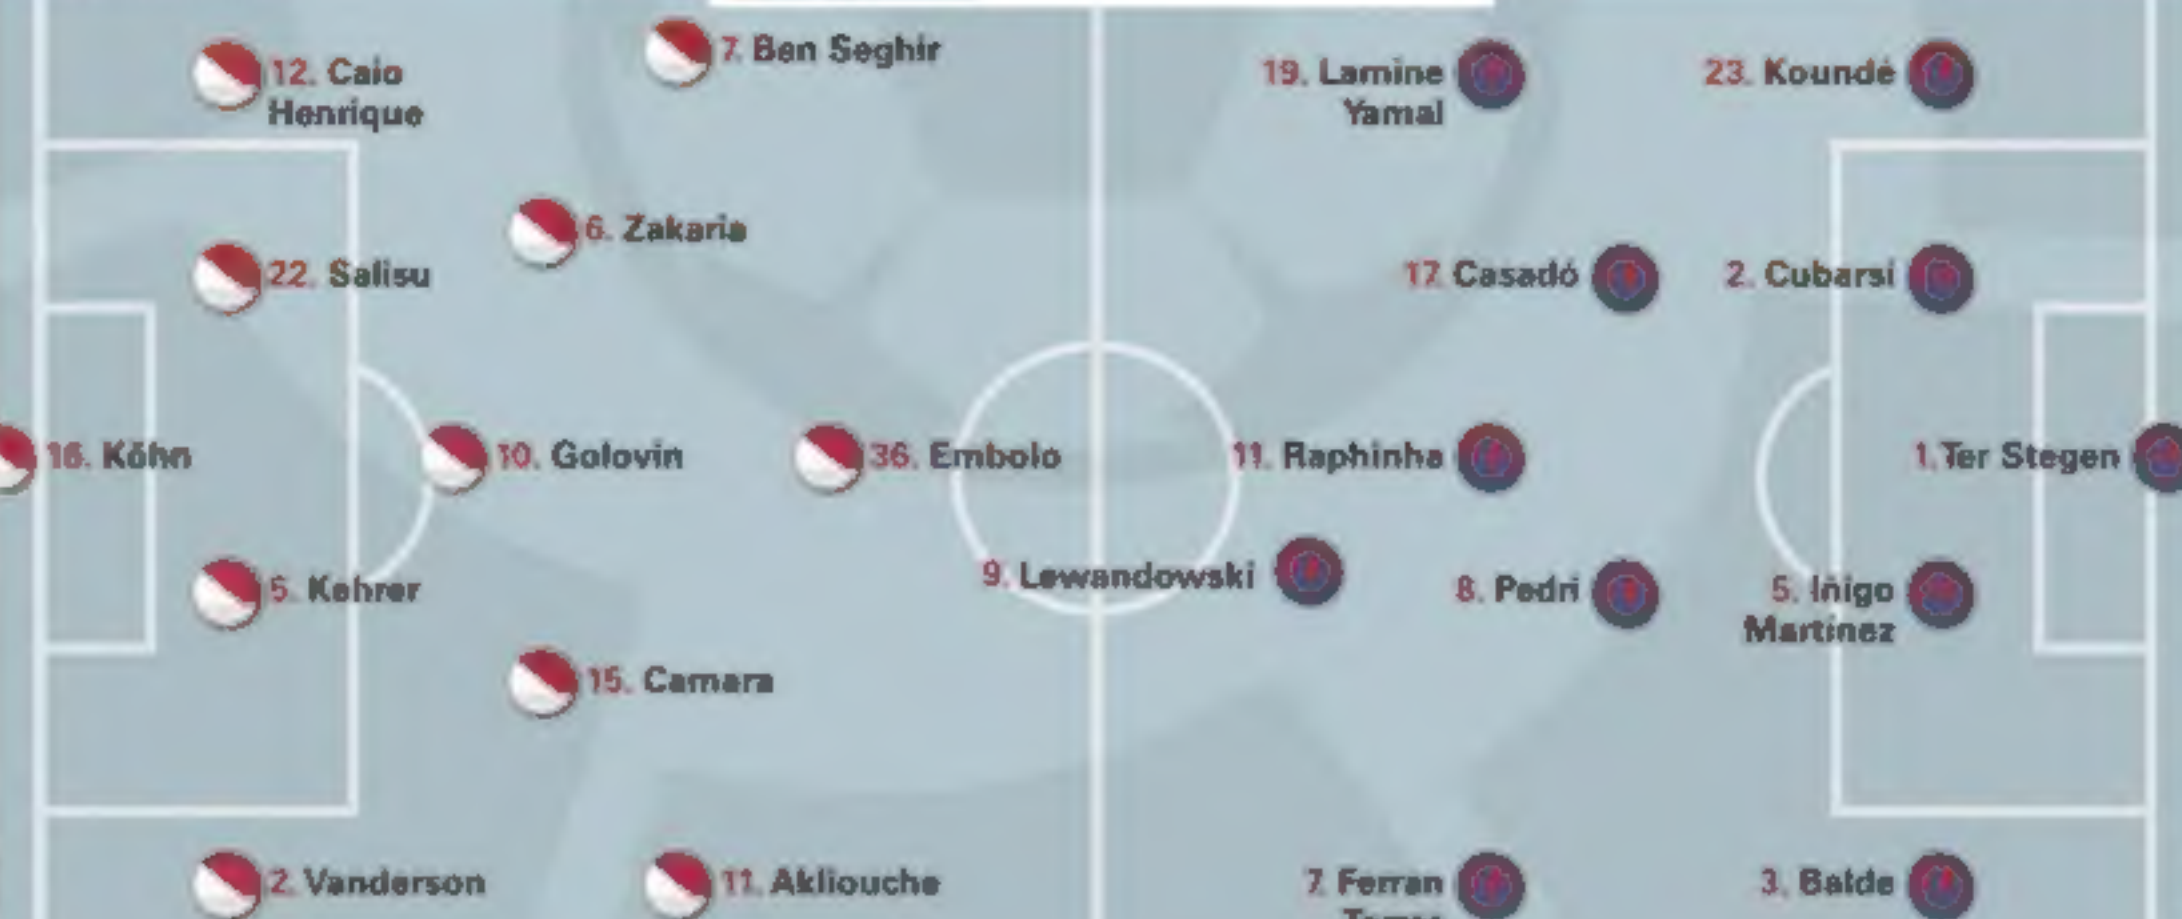 7. Ben Seghir
12. Caio
Henrique
19. Lamine
Yamal
23. Koundé
6. Zakaria
22. Salisu
17. Casadó
2. Cubarsí
16. Köhn
10. Golovin
36. Embolo
11. Raphinha
1. Ter Stegen
9. Lewandowski
5. Kehrer
8. Pedri
5. Iñigo
Martínez
15. Camara
2. Vanderson
11. Akliouche
7. Ferran
3. Balde